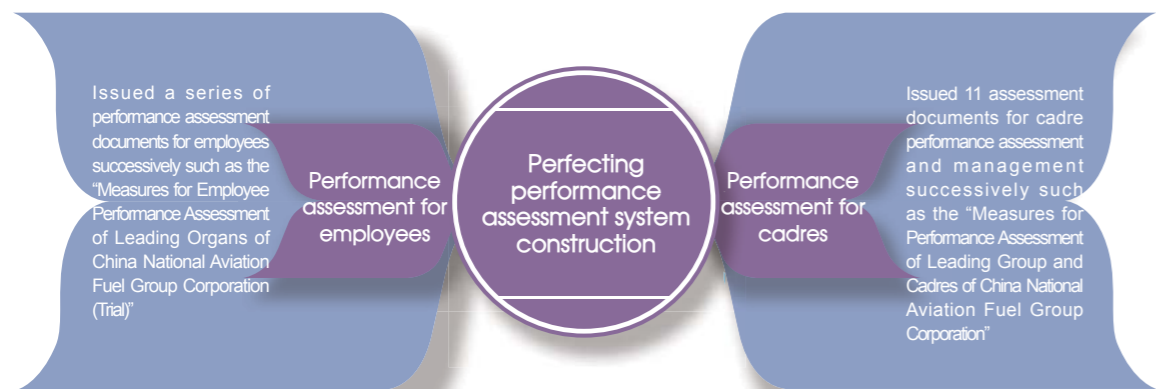 Issued a series of
performance assessment
documents for employees
successively such as the
“Measures for Employee
Performance Assessment
of Leading Organs of
China National Aviation
Fuel Group Corporation
(Trial)”
Performance
assessment for
employees
Perfecting
performance
assessment system
construction
Performance
assessment for
cadres
Issued 11 assessment
documents for cadre
performance assessment
and management
successively such
as the “Measures for
Performance Assessment
of Leading Group and
Cadres of China National
Aviation Fuel Group
Corporation”